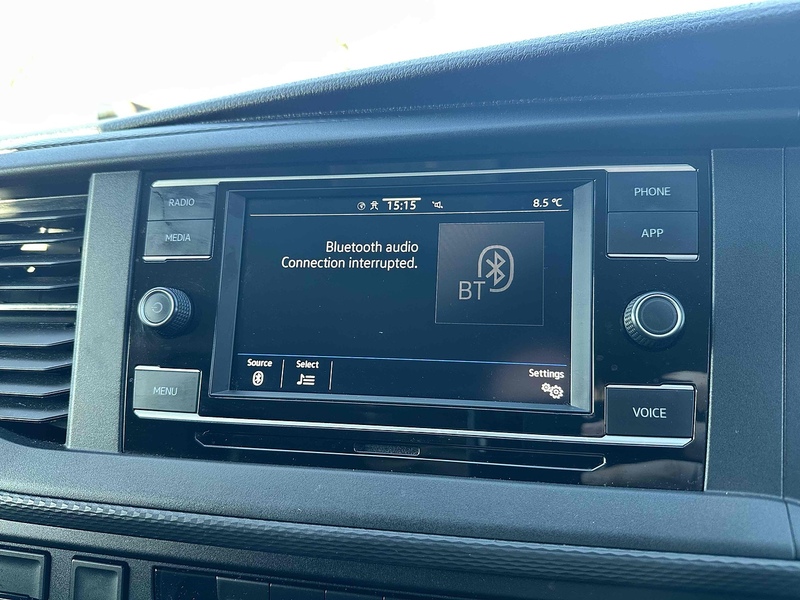 RADIO
MEDIA
MENU
15:15
8.5 °C
Bluetooth audio
Connection interrupted.
BT
Source
Select
Settings
PHONE
APP
VOICE